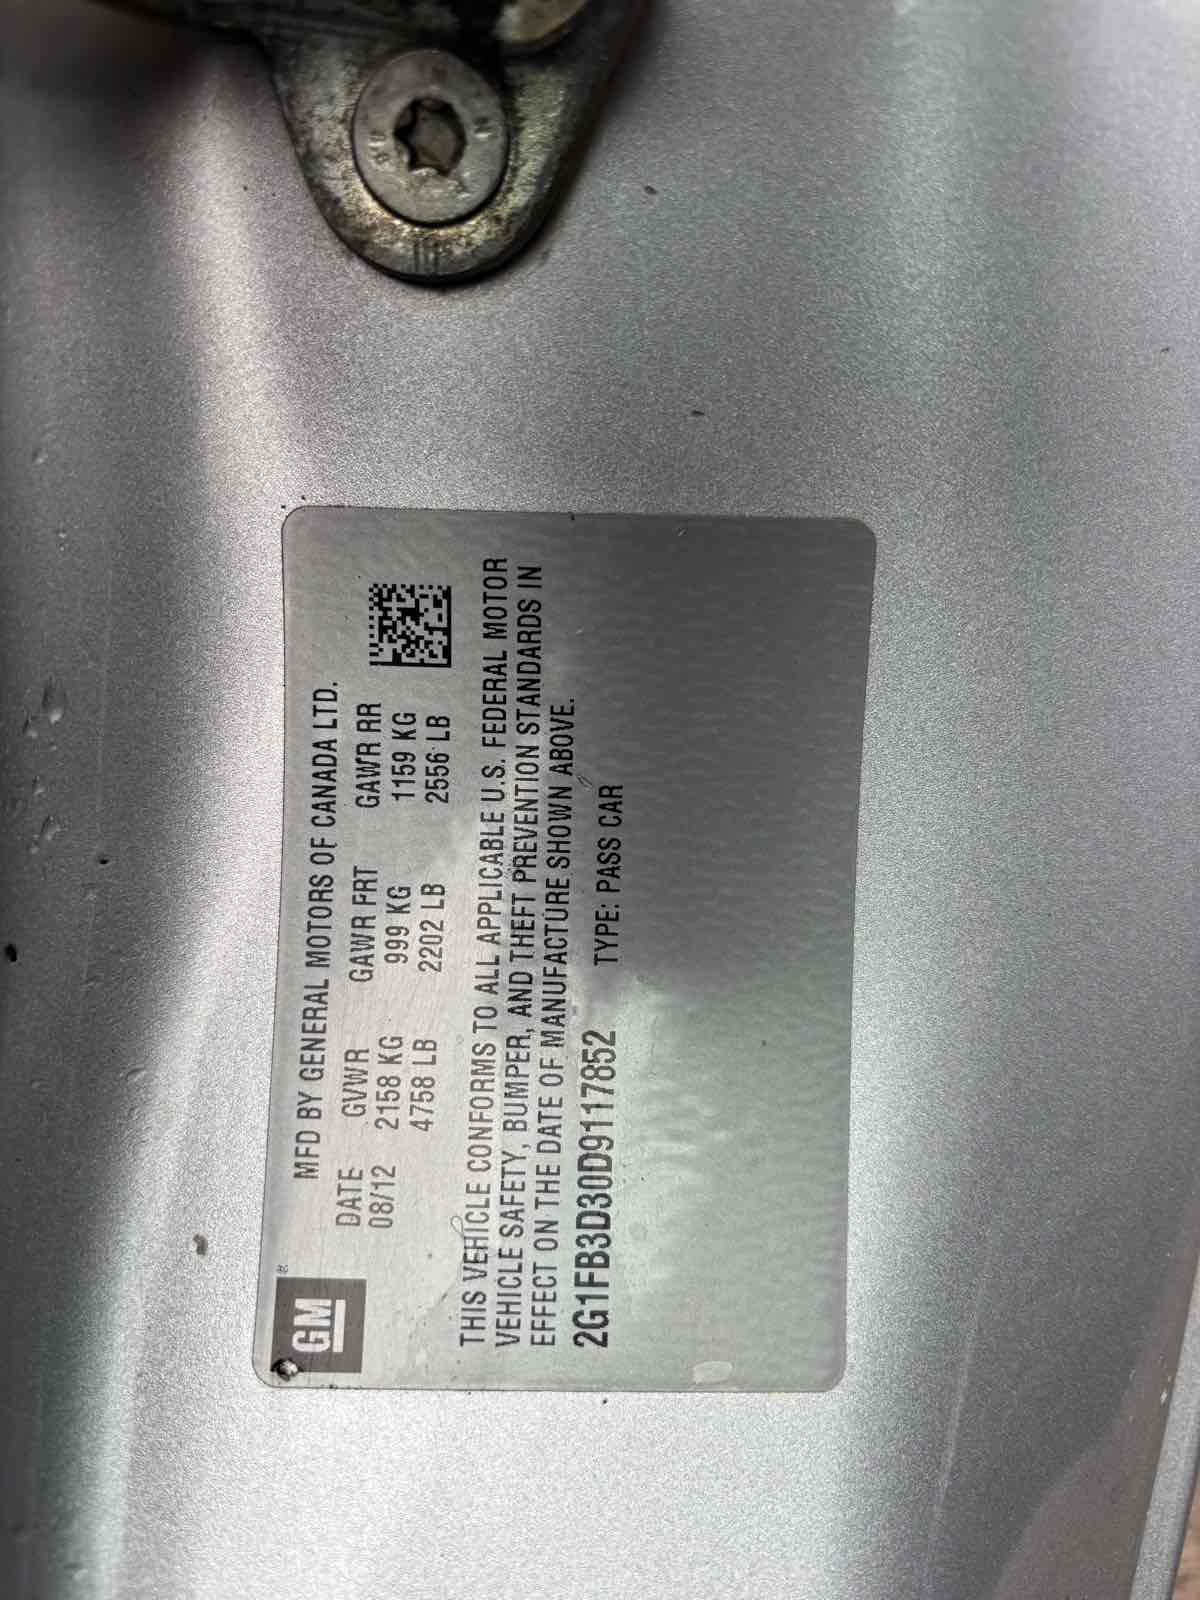 GM®
MFD BY GENERAL MOTORS OF CANADA LTD.
DATE GVWR GAWR FRT GAWR RR
08/12 2158 KG 999 KG 1159 KG
4758 LB 2202 LB 2556 LB
THIS VEHICLE CONFORMS TO ALL APPLICABLE U.S. FEDERAL MOTOR
VEHICLE SAFETY, BUMPER, AND THEFT PREVENTION STANDARDS IN
EFFECT ON THE DATE OF MANUFACTURE SHOWN ABOVE.
2G1FB3D30D9117852 TYPE: PASS CAR